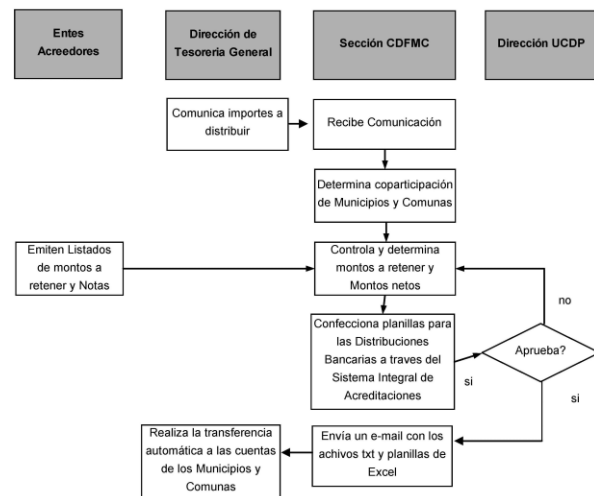 Entes
Acreedores
Dirección de
Tesoreria General
Sección CDFMC
Dirección UCDP
Comunica importes a
distribuir
Recibe Comunicación
Determina coparticipación
de Municipios y Comunas
Emiten Listados
de montos a
retener y Notas
Controla y determina
montos a retener y
Montos netos
no
Confecciona planillas para
las Distribuciones
Bancarias a traves del
Sistema Integral de
Acreditaciones
Aprueba?
si
si
Realiza la transferencia
automática a las cuentas
de los Municipios y
Comunas
Envía un e-mail con los
achivos txt y planillas de
Excel